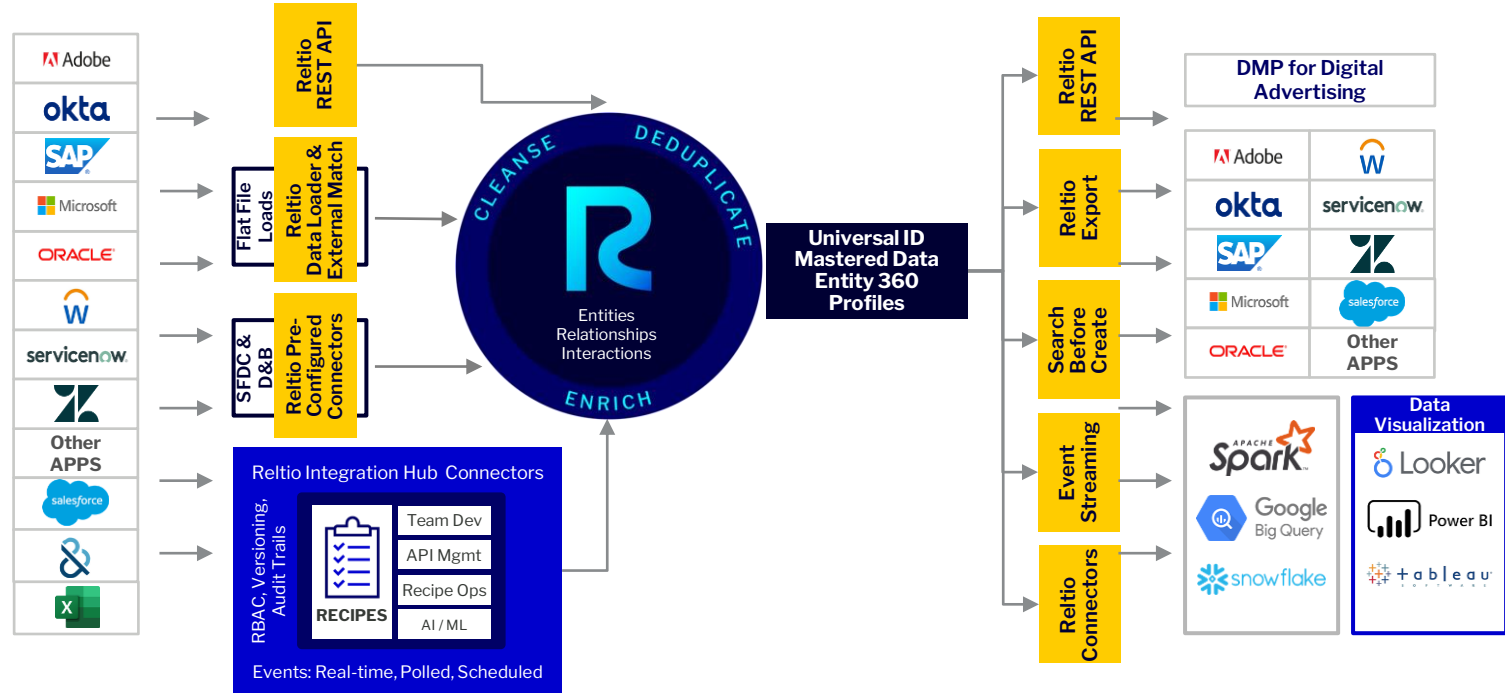 Adobe
okta
SAP
Microsoft
ORACLE
W
servicenow
Other
APPS
salesforce
X
Reltio
REST API
Flat File
Loads
Reltio
Data Loader &
External Match
SFDC &
D&B
Reltio Pre-
Configured
Connectors
Reltio Integration Hub Connectors
RBAC, Versioning,
Audit Trails
RECIPES
Team Dev
API Mgmt
Recipe Ops
AI / ML
Events: Real-time, Polled, Scheduled
CLEANSE
DEDUPLICATE
R
Entities
Relationships
Interactions
ENRICH
Universal ID
Mastered Data
Entity 360
Profiles
Reltio
REST API
Reltio
Export
Search
Before
Create
Event
Streaming
Reltio
Connectors
DMP for Digital
Advertising
Adobe
W
okta
servicenow
SAP
Microsoft
salesforce
ORACLE
Other
APPS
APACHE
Spark
Google
Big Query
snowflake
Data
Visualization
Looker
Power BI
+ableau
SOFTWARE